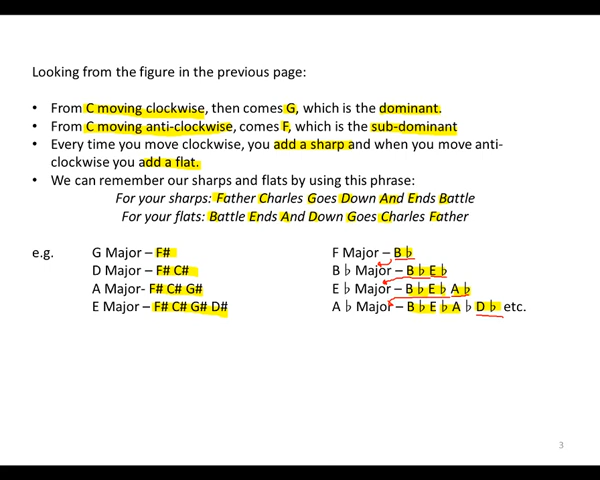 Looking from the figure in the previous page:
• From C moving clockwise, then comes G, which is the dominant.
• From C moving anti-clockwise, comes F, which is the sub-dominant
• Every time you move clockwise, you add a sharp and when you move anti-
clockwise you add a flat.
• We can remember our sharps and flats by using this phrase:
For your sharps: Father Charles Goes Down And Ends Battle
For your flats: Battle Ends And Down Goes Charles Father
e.g. G Major – F# F Major – B♭
D Major – F# C# B♭ Major – B♭ E♭
A Major- F# C# G# E♭ Major – B♭ E♭ A♭
E Major – F# C# G# D# A♭ Major – B♭ E♭ A♭ D♭ etc.
3